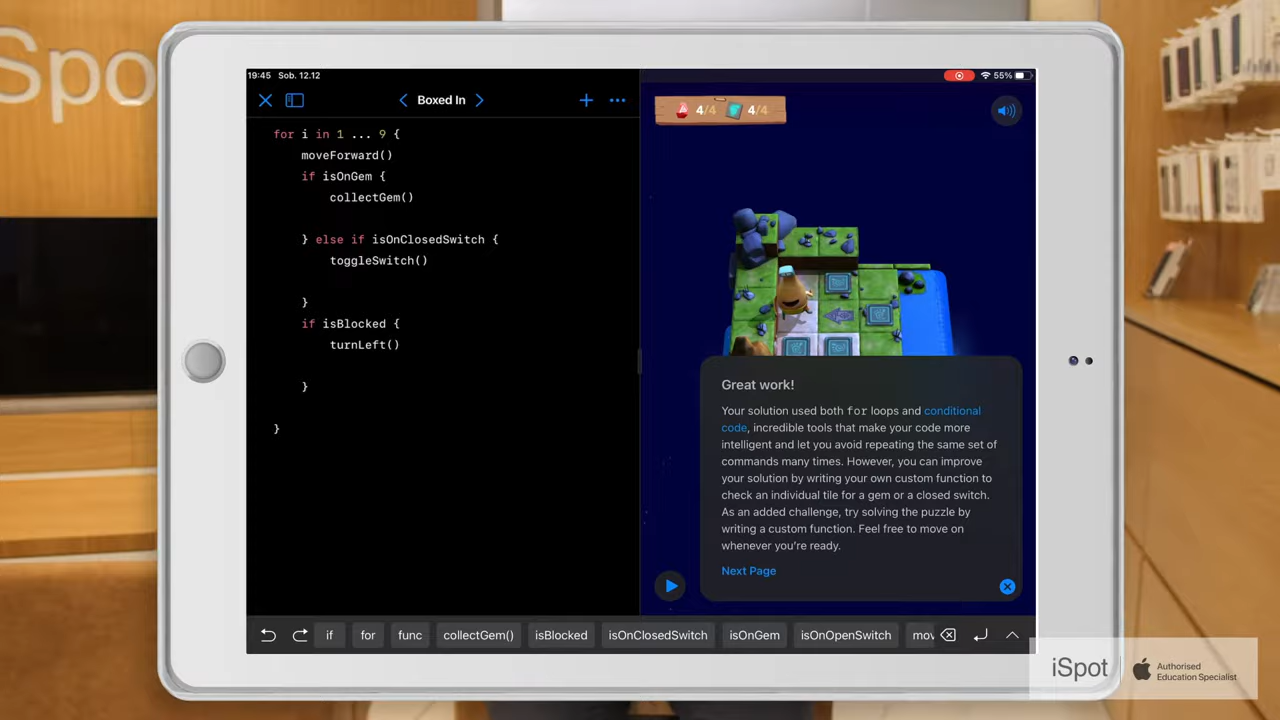 Spo
19:45 Sob. 12.12
55%
Boxed In
4/4 4/4
for i in 1 ... 9 {
moveForward()
if isOnGem {
collectGem()
} else if isOnClosedSwitch {
toggleSwitch()
}
if isBlocked {
turnLeft()
}
}
Great work!
Your solution used both for loops and conditional
code, incredible tools that make your code more
intelligent and let you avoid repeating the same set of
commands many times. However, you can improve
your solution by writing your own custom function to
check an individual tile for a gem or a closed switch.
As an added challenge, try solving the puzzle by
writing a custom function. Feel free to move on
whenever you're ready.
Next Page
if for func collectGem() isBlocked isOnClosedSwitch isOnGem isOnOpenSwitch mov
iSpot
Authorised
Education Specialist